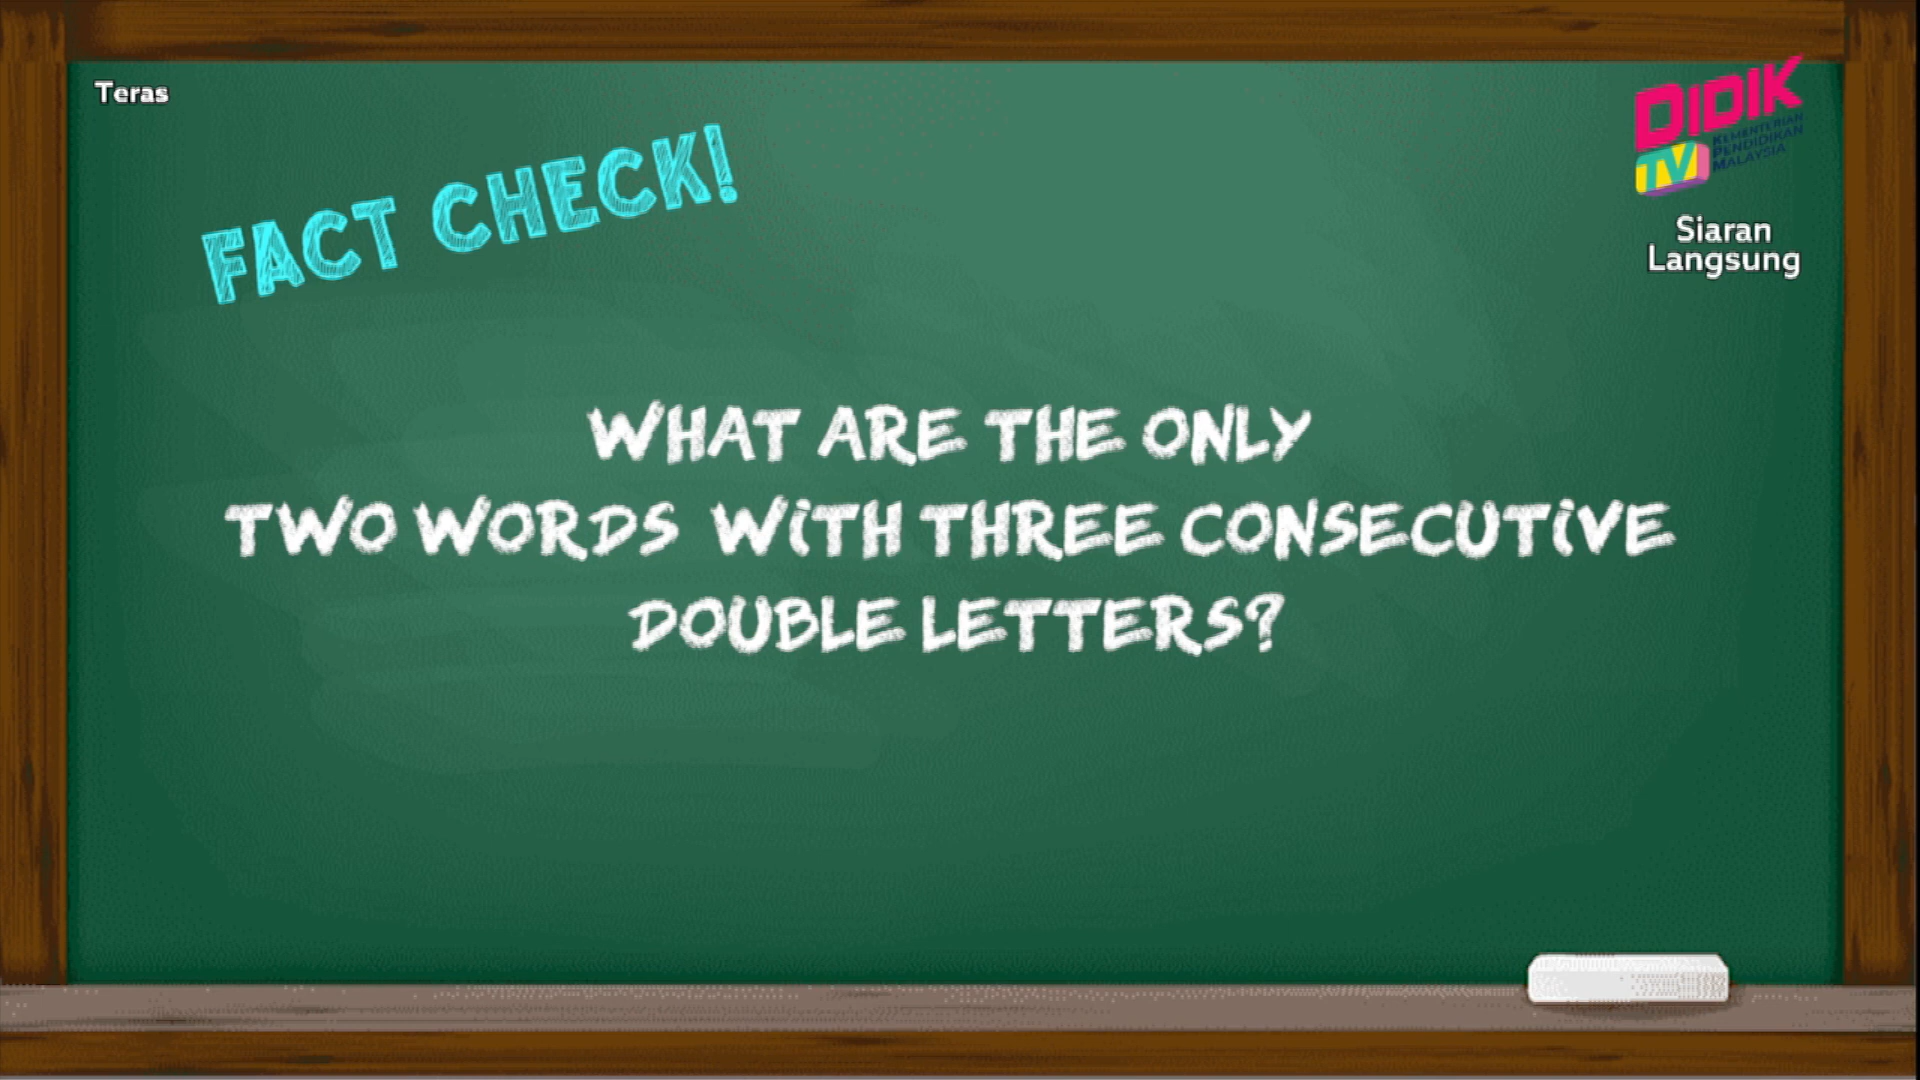 Teras
DIDIK
TV
KEMENTERIAN
PENDIDIKAN
MALAYSIA
Siaran
Langsung
FACT CHECK!
WHAT ARE THE ONLY
TWO WORDS WITH THREE CONSECUTIVE
DOUBLE LETTERS?